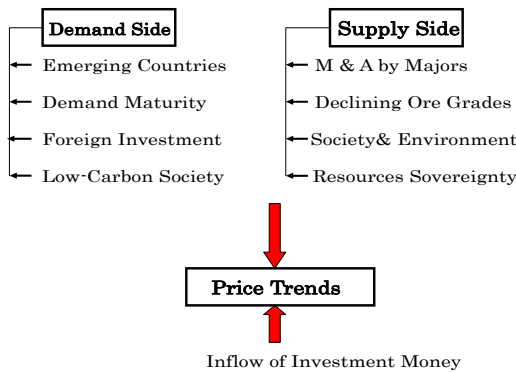 Demand Side
Emerging Countries
Demand Maturity
Foreign Investment
Low-Carbon Society
Supply Side
M & A by Majors
Declining Ore Grades
Society& Environment
Resources Sovereignty
Price Trends
Inflow of Investment Money